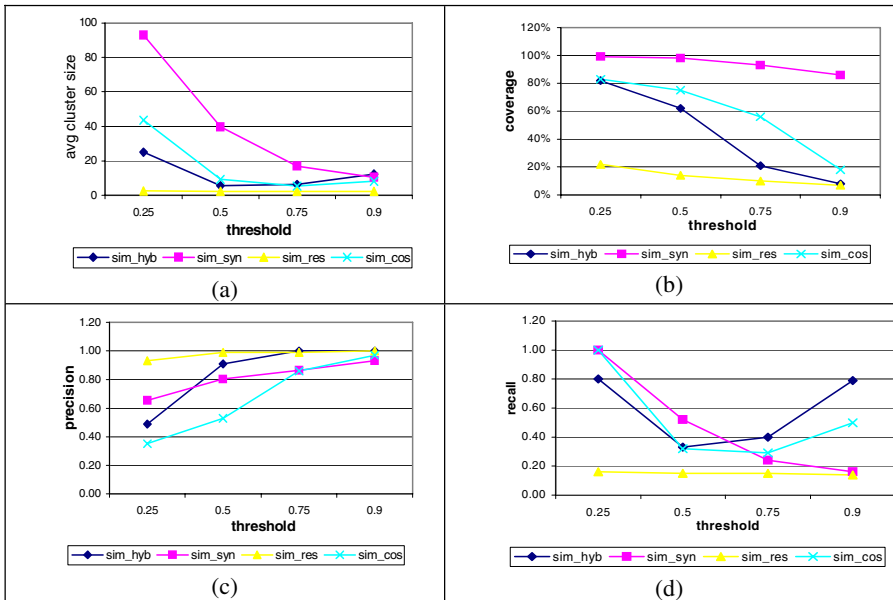 100
80
60
40
20
0
avg cluster size
0.25 0.5 0.75 0.9
threshold
sim_hyb sim_syn sim_res sim_cos
(a)
120%
100%
80%
60%
40%
20%
0%
coverage
0.25 0.5 0.75 0.9
threshold
sim_hyb sim_syn sim_res sim_cos
(b)
1.20
1.00
0.80
0.60
0.40
0.20
0.00
precision
0.25 0.5 0.75 0.9
threshold
sim_hyb sim_syn sim_res sim_cos
(c)
1.20
1.00
0.80
0.60
0.40
0.20
0.00
recall
0.25 0.5 0.75 0.9
threshold
sim_hyb sim_syn sim_res sim_cos
(d)